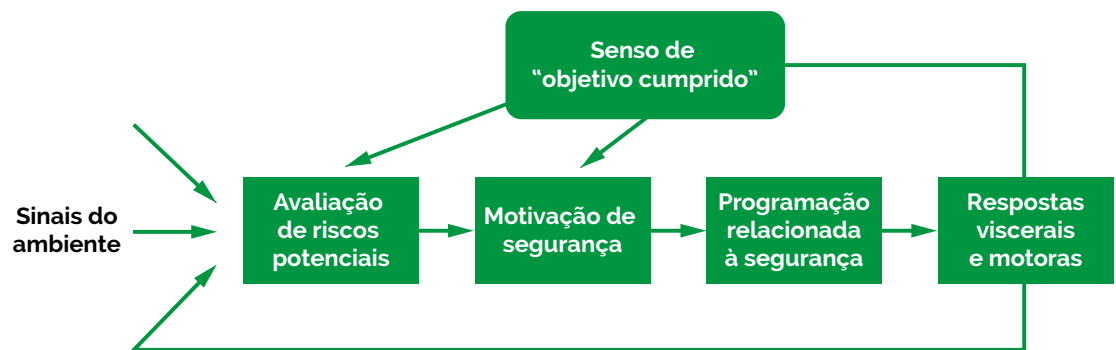 Senso de
“objetivo cumprido”
Sinais do
ambiente
Avaliação
de riscos
potenciais
Motivação de
segurança
Programação
relacionada
à segurança
Respostas
viscerais
e motoras